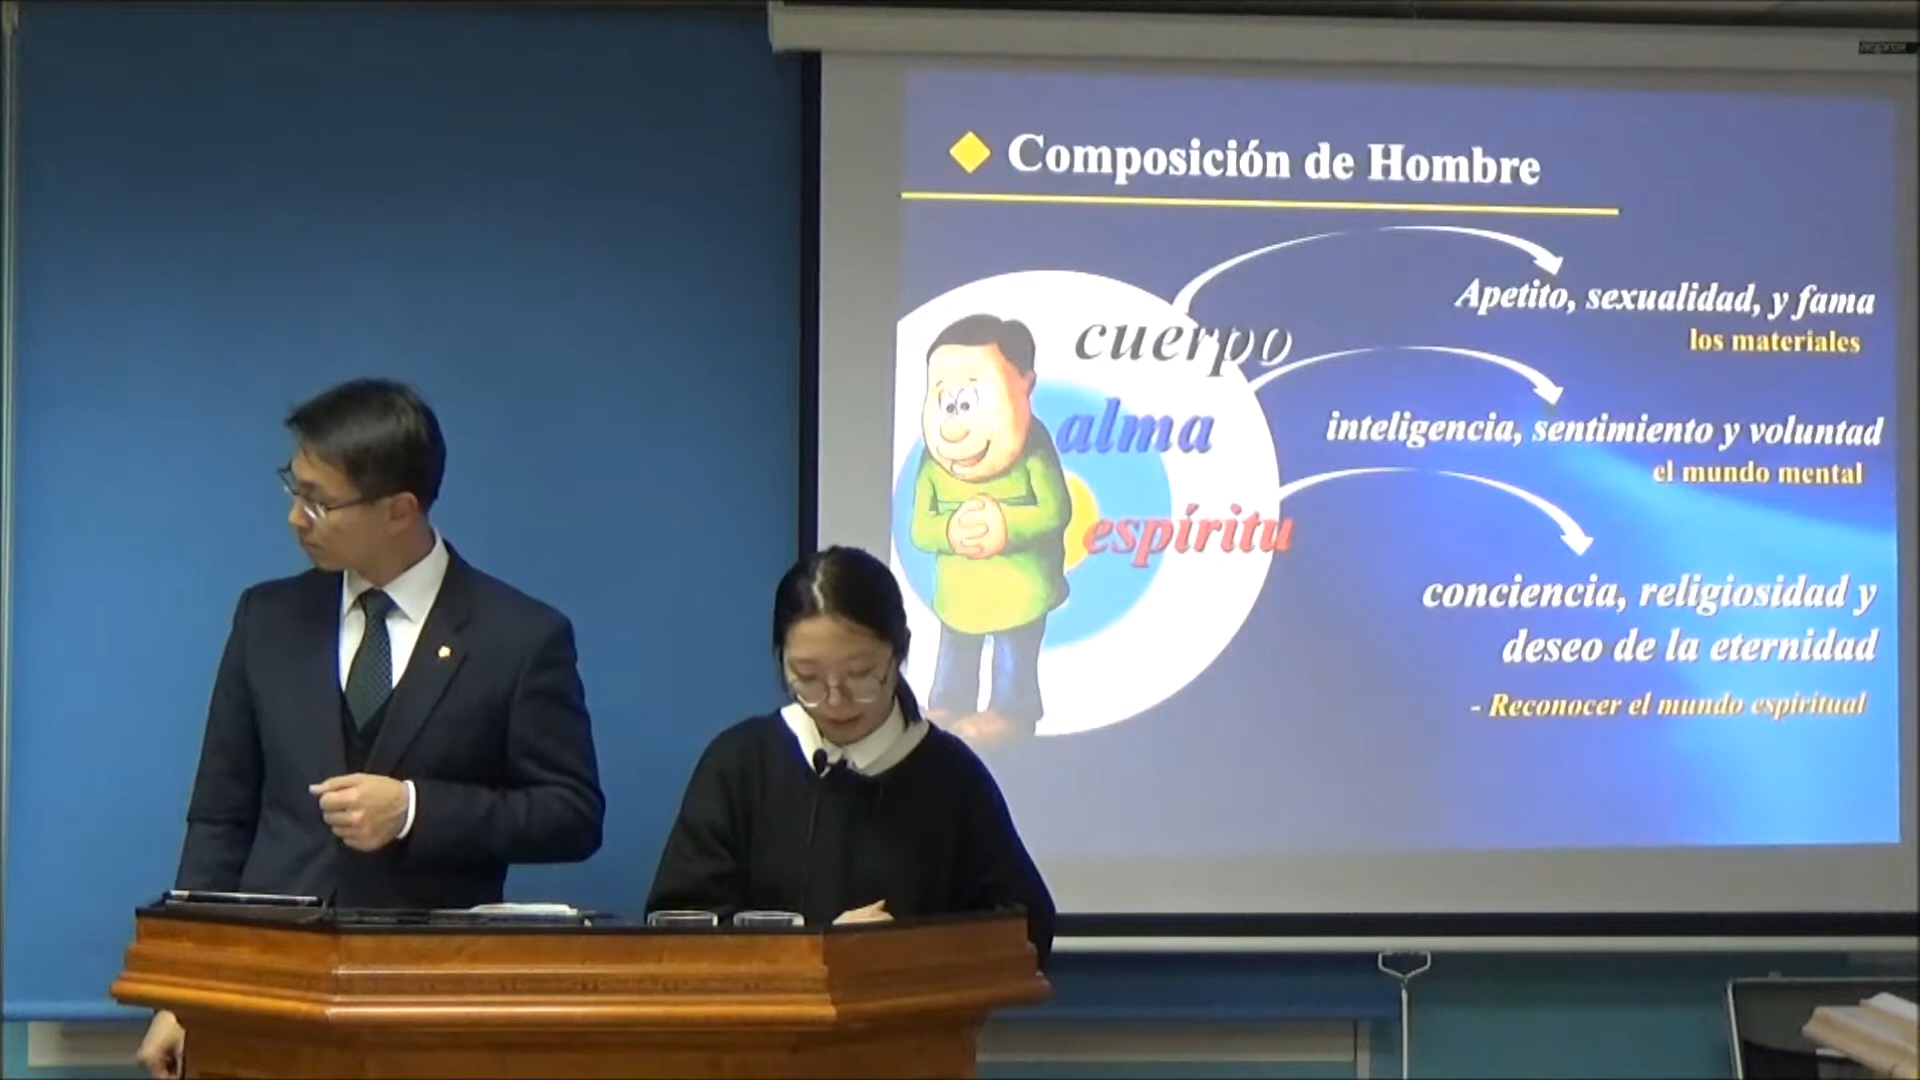 Composición de Hombre
cuerpo
Apetito, sexualidad, y fama
los materiales
alma
inteligencia, sentimiento y voluntad
el mundo mental
espíritu
conciencia, religiosidad y
deseo de la eternidad
- Reconocer el mundo espiritual